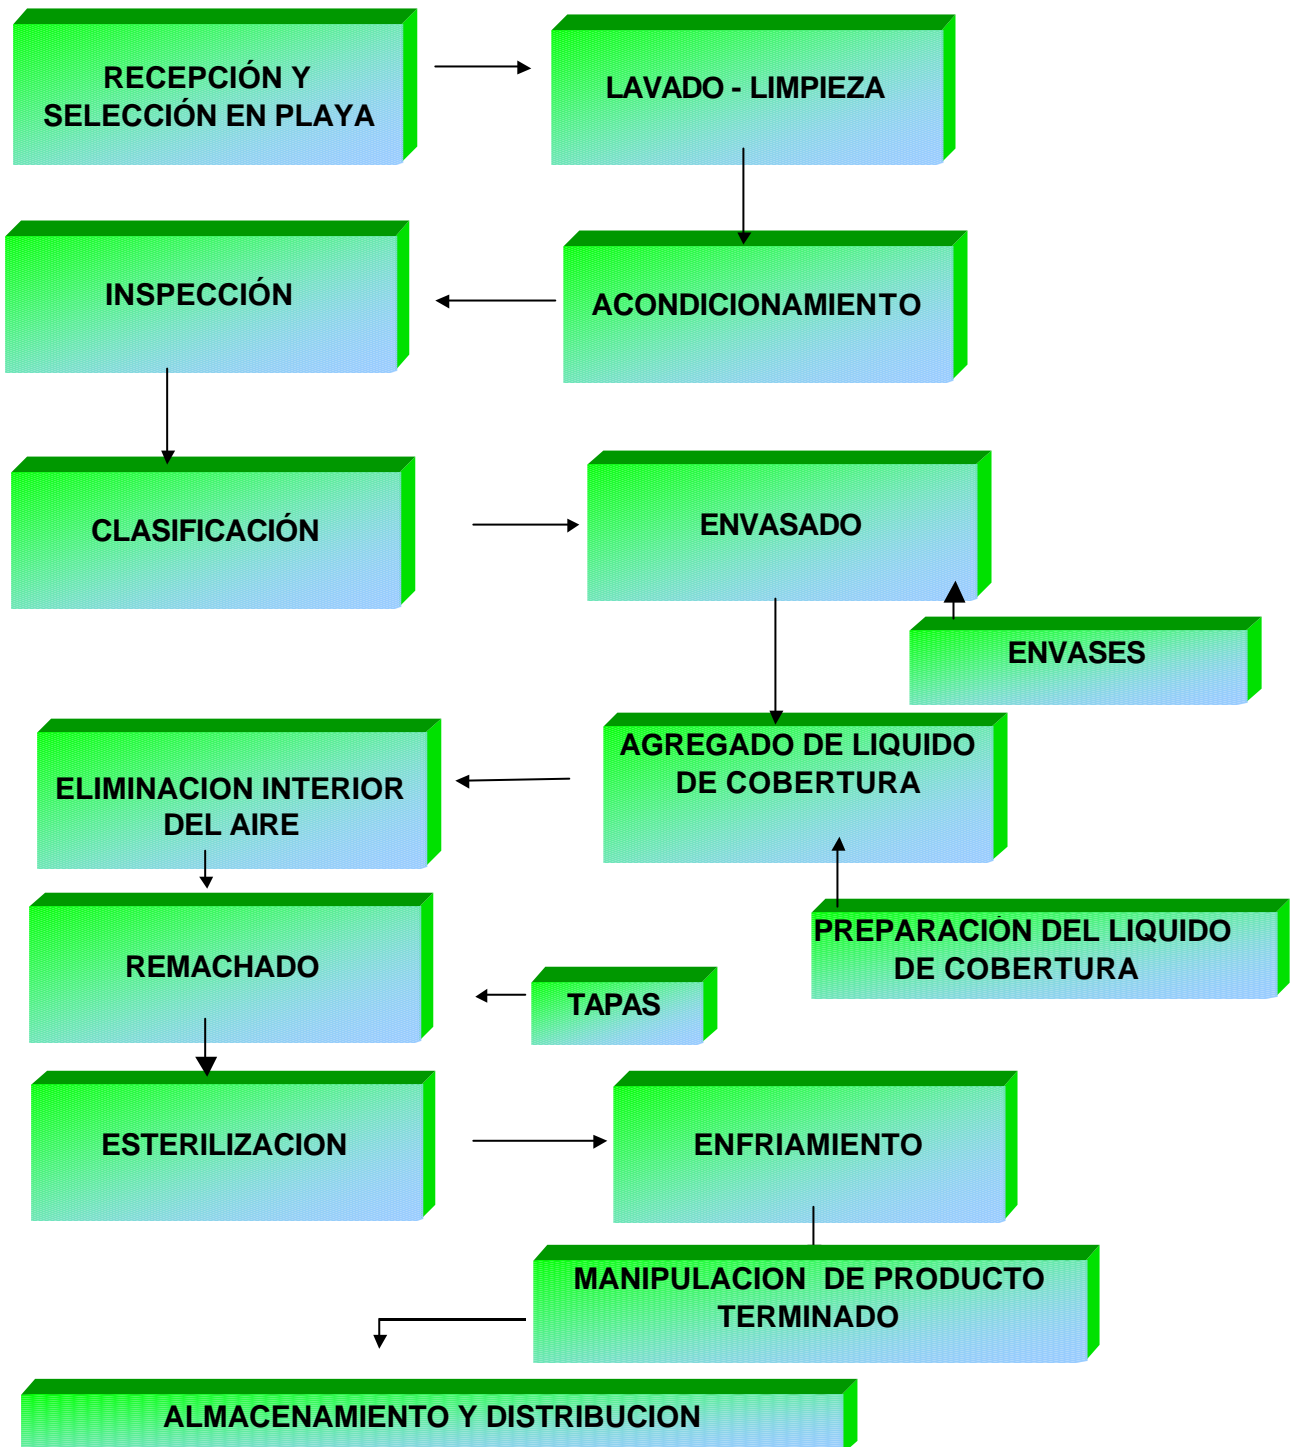 RECEPCIÓN Y
SELECCIÓN EN PLAYA
LAVADO - LIMPIEZA
INSPECCIÓN
ACONDICIONAMIENTO
CLASIFICACIÓN
ENVASADO
ENVASES
AGREGADO DE LIQUIDO
DE COBERTURA
ELIMINACION INTERIOR
DEL AIRE
PREPARACIÓN DEL LIQUIDO
DE COBERTURA
REMACHADO
TAPAS
ESTERILIZACION
ENFRIAMIENTO
MANIPULACION DE PRODUCTO
TERMINADO
ALMACENAMIENTO Y DISTRIBUCION